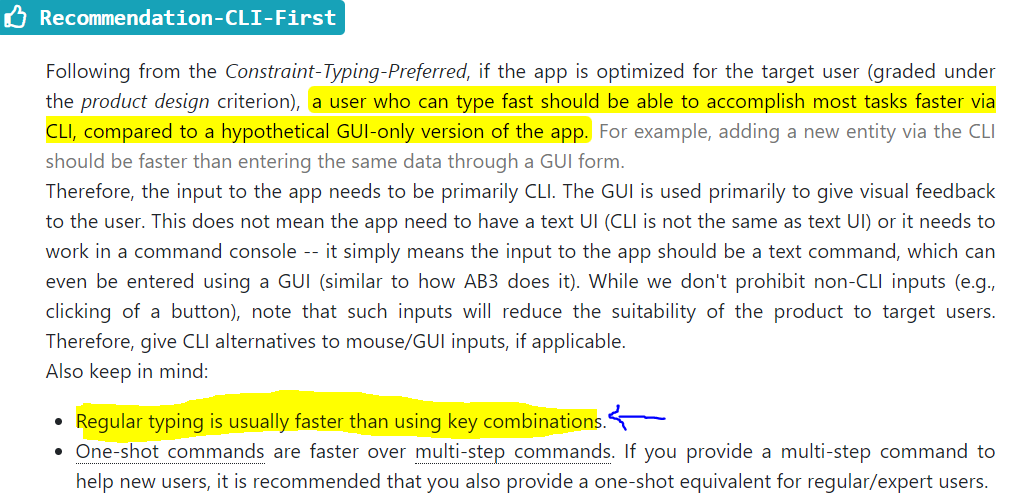 Recommendation-CLI-First
Following from the Constraint-Typing-Preferred, if the app is optimized for the target user (graded under
the product design criterion), a user who can type fast should be able to accomplish most tasks faster via
CLI, compared to a hypothetical GUI-only version of the app. For example, adding a new entity via the CLI
should be faster than entering the same data through a GUI form.
Therefore, the input to the app needs to be primarily CLI. The GUI is used primarily to give visual feedback
to the user. This does not mean the app need to have a text UI (CLI is not the same as text UI) or it needs to
work in a command console -- it simply means the input to the app should be a text command, which can
even be entered using a GUI (similar to how AB3 does it). While we don't prohibit non-CLI inputs (e.g.,
clicking of a button), note that such inputs will reduce the suitability of the product to target users.
Therefore, give CLI alternatives to mouse/GUI inputs, if applicable.
Also keep in mind:
• Regular typing is usually faster than using key combinations.
• One-shot commands are faster over multi-step commands. If you provide a multi-step command to
help new users, it is recommended that you also provide a one-shot equivalent for regular/expert users.